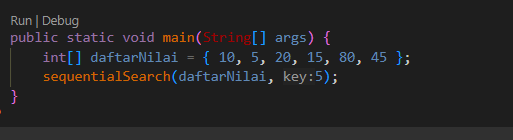 Run | Debug
public static void main(String[] args) {
int[] daftarNilai = { 10, 5, 20, 15, 80, 45 };
sequentialSearch(daftarNilai, key:5);
}